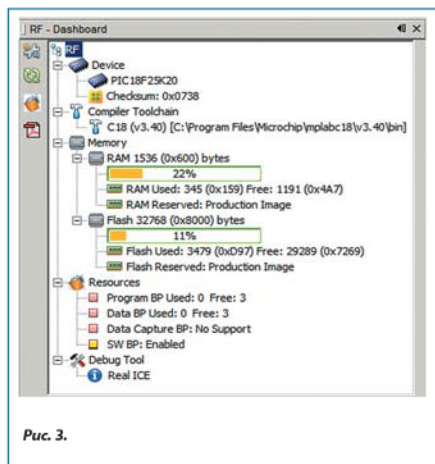 RF - Dashboard
RF
Device
PIC18F25K20
Checksum: 0x0738
Compiler Toolchain
C18 (v3.40) [C:\Program Files\Microchip\mplabc18\v3.40\bin]
Memory
RAM 1536 (0x600) bytes
22%
RAM Used: 345 (0x159) Free: 1191 (0x4A7)
RAM Reserved: Production Image
Flash 32768 (0x8000) bytes
11%
Flash Used: 3479 (0xD97) Free: 29289 (0x7269)
Flash Reserved: Production Image
Resources
Program BP Used: 0 Free: 3
Data BP Used: 0 Free: 3
Data Capture BP: No Support
SW BP: Enabled
Debug Tool
Real ICE
Рис. 3.